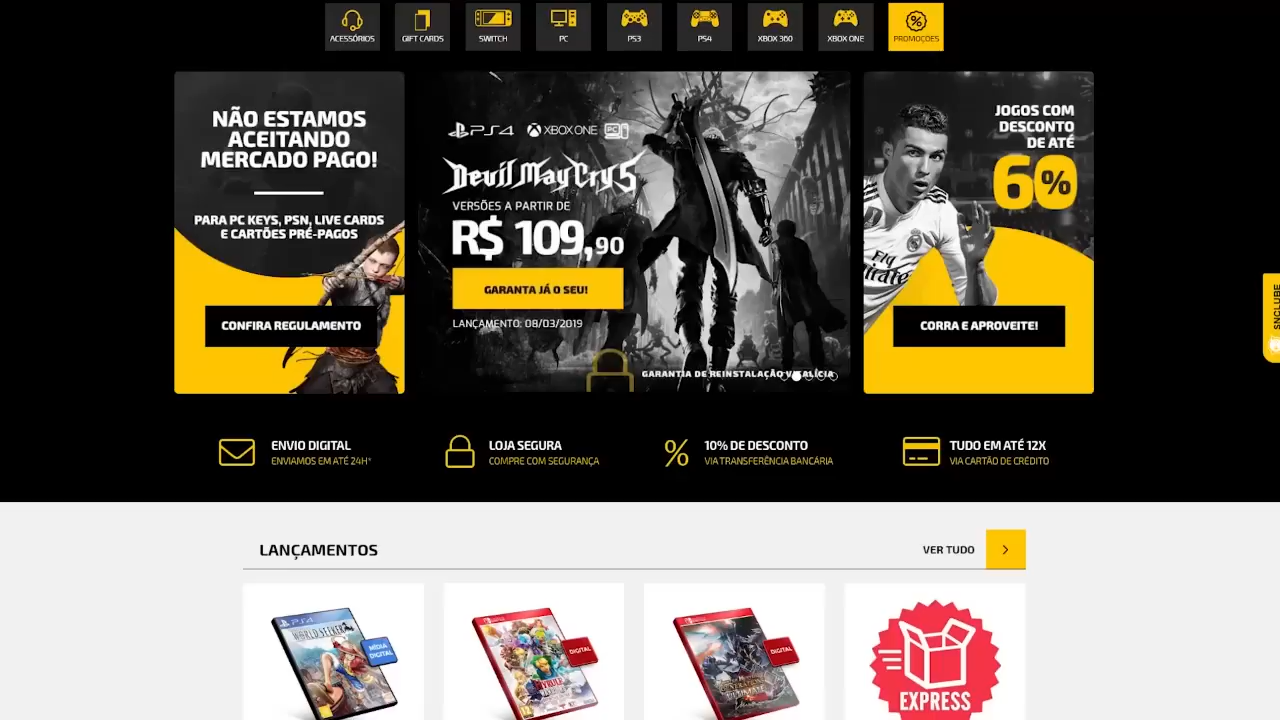 ACESSÓRIOS
GIFT CARDS
SWITCH
PC
PS3
PS4
XBOX 360
XBOX ONE
PROMOÇÕES
NÃO ESTAMOS
ACEITANDO
MERCADO PAGO!
PARA PC KEYS, PSN, LIVE CARDS
E CARTÕES PRÉ-PAGOS
CONFIRA REGULAMENTO
PS4 XBOX ONE PC
Devil May Cry 5
VERSÕES A PARTIR DE
R$ 109,90
GARANTA JÁ O SEU!
LANÇAMENTO: 08/03/2019
GARANTIA DE REINSTALAÇÃO VITALÍCIA
JOGOS COM
DESCONTO
DE ATÉ
60%
Fly
Emirates
CORRA E APROVEITE!
SNCLUBE
ENVIO DIGITAL
ENVIAMOS EM ATÉ 24H*
LOJA SEGURA
COMPRE COM SEGURANÇA
10% DE DESCONTO
VIA TRANSFERÊNCIA BANCÁRIA
TUDO EM ATÉ 12X
VIA CARTÃO DE CRÉDITO
LANÇAMENTOS
VER TUDO
PS4
WORLD SEEKER
MÍDIA
DIGITAL
DIGITAL
DIGITAL
GENERATIONS
ULTIMATE
EXPRESS